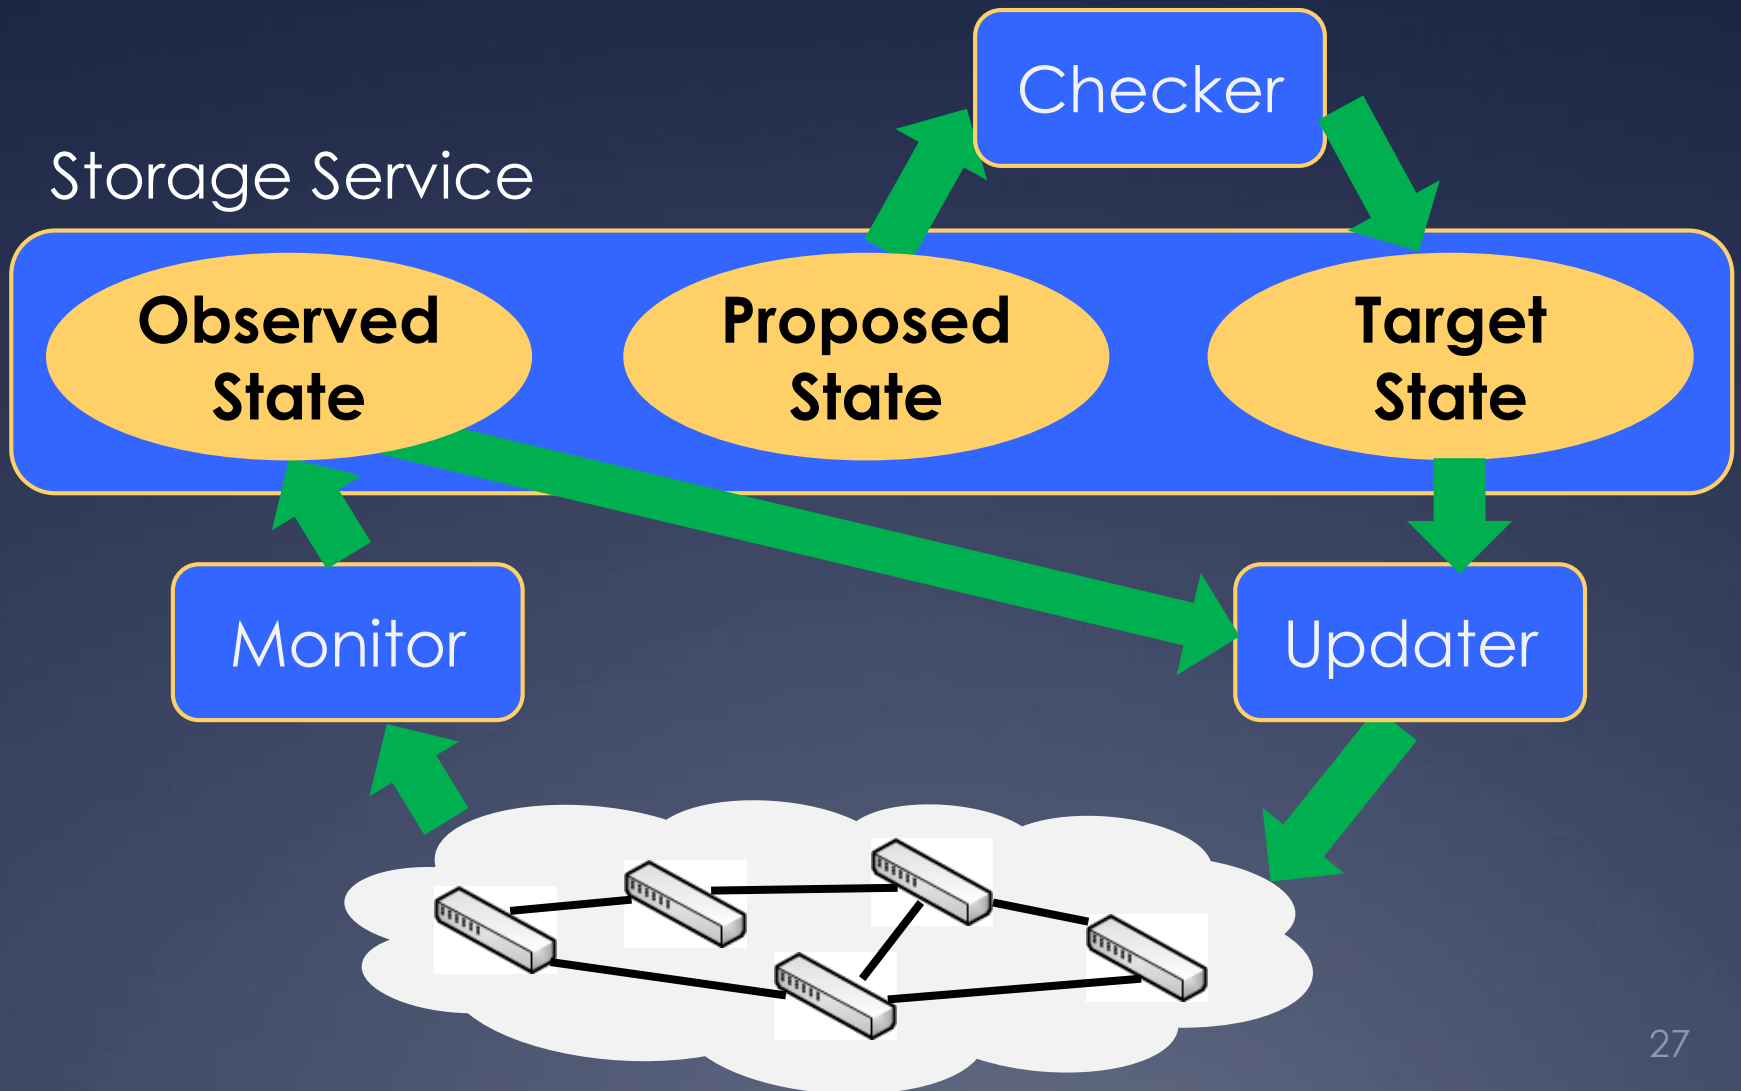 Checker
Storage Service
Observed
State
Proposed
State
Target
State
Monitor
Updater
27